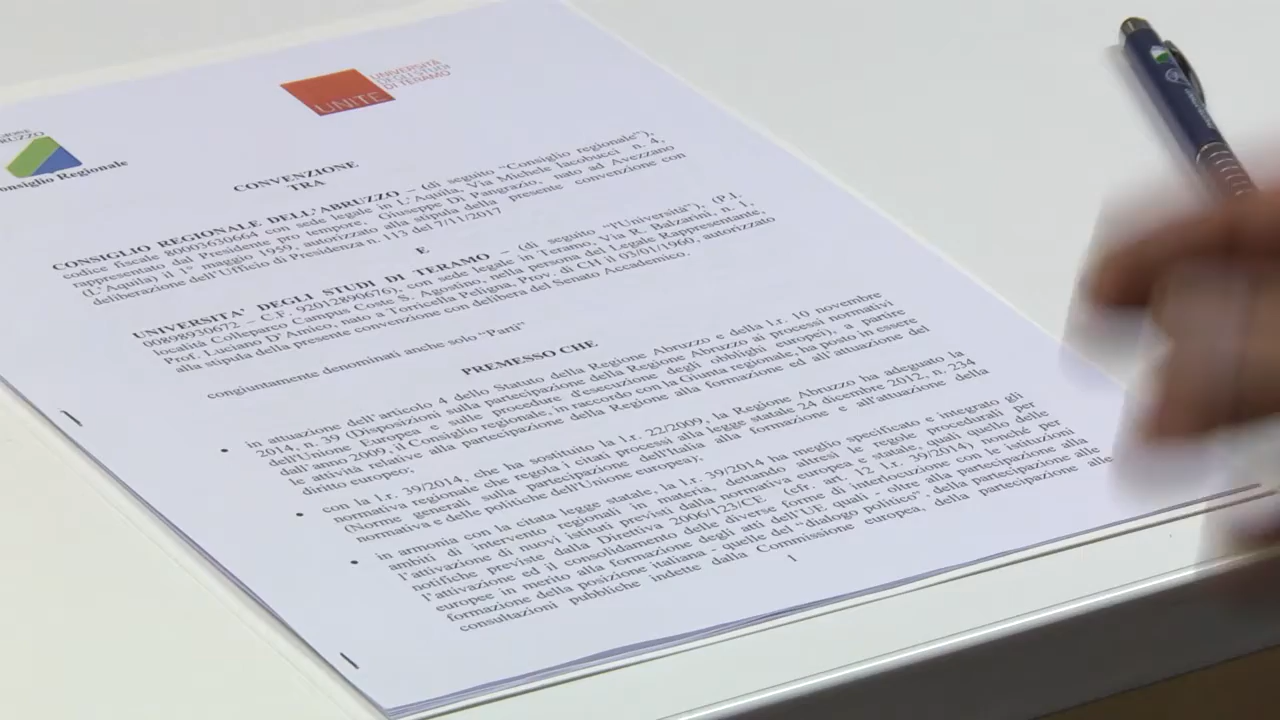 UNIVERSITÀ
DEGLI STUDI
DI TERAMO
UNITE
REGIONE
ABRUZZO
Consiglio Regionale
CONVENZIONE
TRA
CONSIGLIO REGIONALE DELL'ABRUZZO – (di seguito "Consiglio regionale"),
codice fiscale 80003630664 con sede legale in L'Aquila, Via Michele Iacobucci n. 4,
rappresentato dal Presidente pro tempore, Giuseppe Di Pangrazio, nato ad Avezzano
(L'Aquila) il 1° maggio 1959, autorizzato alla stipula della presente convenzione con
deliberazione dell'Ufficio di Presidenza n. 113 del 7/11/2017
E
UNIVERSITA' DEGLI STUDI DI TERAMO – (di seguito "l'Università"), (P.I.
00898930672 – C.F. 92012890676), con sede legale in Teramo, Via R. Balzarini, n. 1,
località Colleparco Campus Coste S. Agostino, nella persona del Legale Rappresentante,
Prof. Luciano D'Amico, nato a Torricella Peligna, Prov. di CH il 03/01/1960, autorizzato
alla stipula della presente convenzione con delibera del Senato Accademico.
congiuntamente denominati anche solo "Parti"
PREMESSO CHE
• in attuazione dell'articolo 4 dello Statuto della Regione Abruzzo e della l.r. 10 novembre
2014, n. 39 (Disposizioni sulla partecipazione della Regione Abruzzo ai processi normativi
dell'Unione Europea e sulle procedure d'esecuzione degli obblighi europei), a partire
dall'anno 2009, il Consiglio regionale, in raccordo con la Giunta regionale, ha posto in essere
le attività relative alla partecipazione della Regione alla formazione ed all'attuazione del
diritto europeo;
• con la l.r. 39/2014, che ha sostituito la l.r. 22/2009, la Regione Abruzzo ha adeguato la
normativa regionale che regola i citati processi alla legge statale 24 dicembre 2012, n. 234
(Norme generali sulla partecipazione dell'Italia alla formazione e all'attuazione della
normativa e delle politiche dell'Unione europea);
• in armonia con la citata legge statale, la l.r. 39/2014 ha meglio specificato e integrato gli
ambiti di intervento regionali in materia, dettando altresì le regole procedurali per
l'attivazione di nuovi istituti previsti dalla normativa europea e statale, quali quello delle
notifiche previste dalla Direttiva 2006/123/CE (cfr. art. 12 l.r. 39/2014), nonché per
l'attivazione ed il consolidamento delle diverse forme di interlocuzione con le istituzioni
europee in merito alla formazione degli atti dell'UE quali - oltre alla partecipazione alla
formazione della posizione italiana - quelle del "dialogo politico", della partecipazione alle
consultazioni pubbliche indette dalla Commissione europea,
1